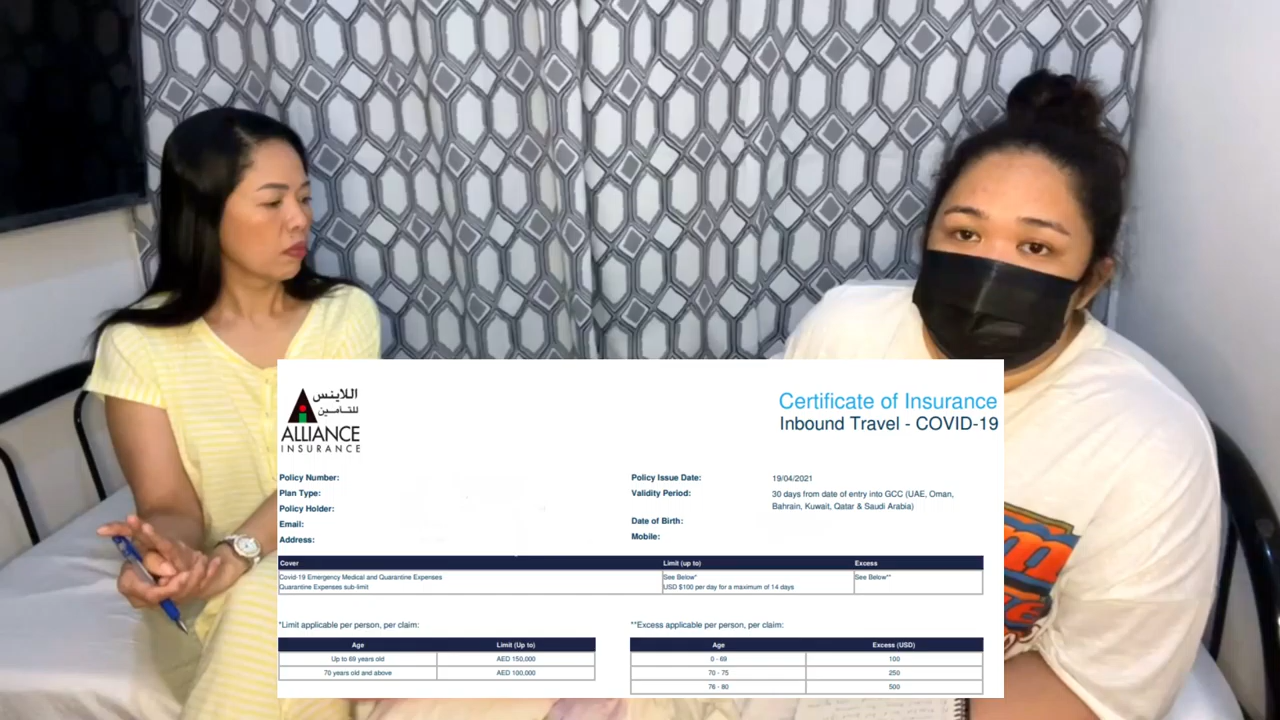 اللاينس
للتأمين
ALLIANCE
INSURANCE
Certificate of Insurance
Inbound Travel - COVID-19
Policy Number:
Plan Type:
Policy Holder:
Email:
Address:
Policy Issue Date: 19/04/2021
Validity Period: 30 days from date of entry into GCC (UAE, Oman,
Bahrain, Kuwait, Qatar & Saudi Arabia)
Date of Birth:
Mobile:
Cover Limit (up to) Excess
Covid-19 Emergency Medical and Quarantine Expenses See Below* See Below**
Quarantine Expenses sub-limit USD $100 per day for a maximum of 14 days
*Limit applicable per person, per claim:
Age Limit (Up to)
Up to 69 years old AED 150,000
70 years old and above AED 100,000
**Excess applicable per person, per claim:
Age Excess (USD)
0 - 69 100
70 - 75 250
76 - 80 500